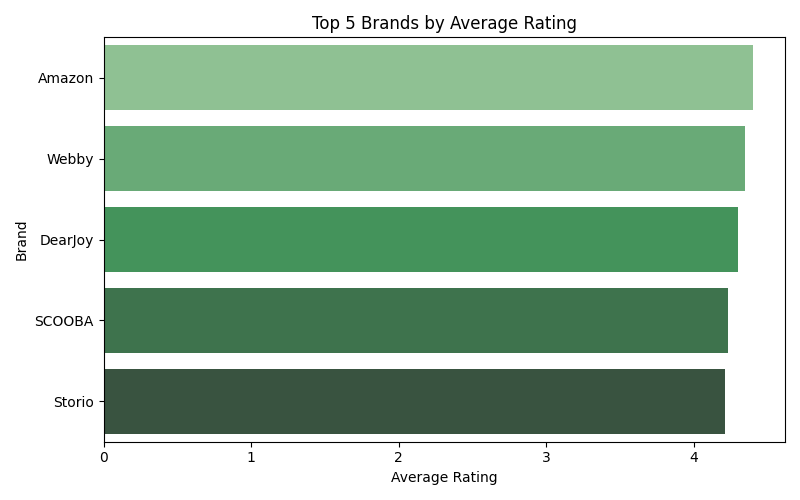 Top 5 Brands by Average Rating
Brand
Amazon
Webby
DearJoy
SCOOBA
Storio
0 1 2 3 4
Average Rating